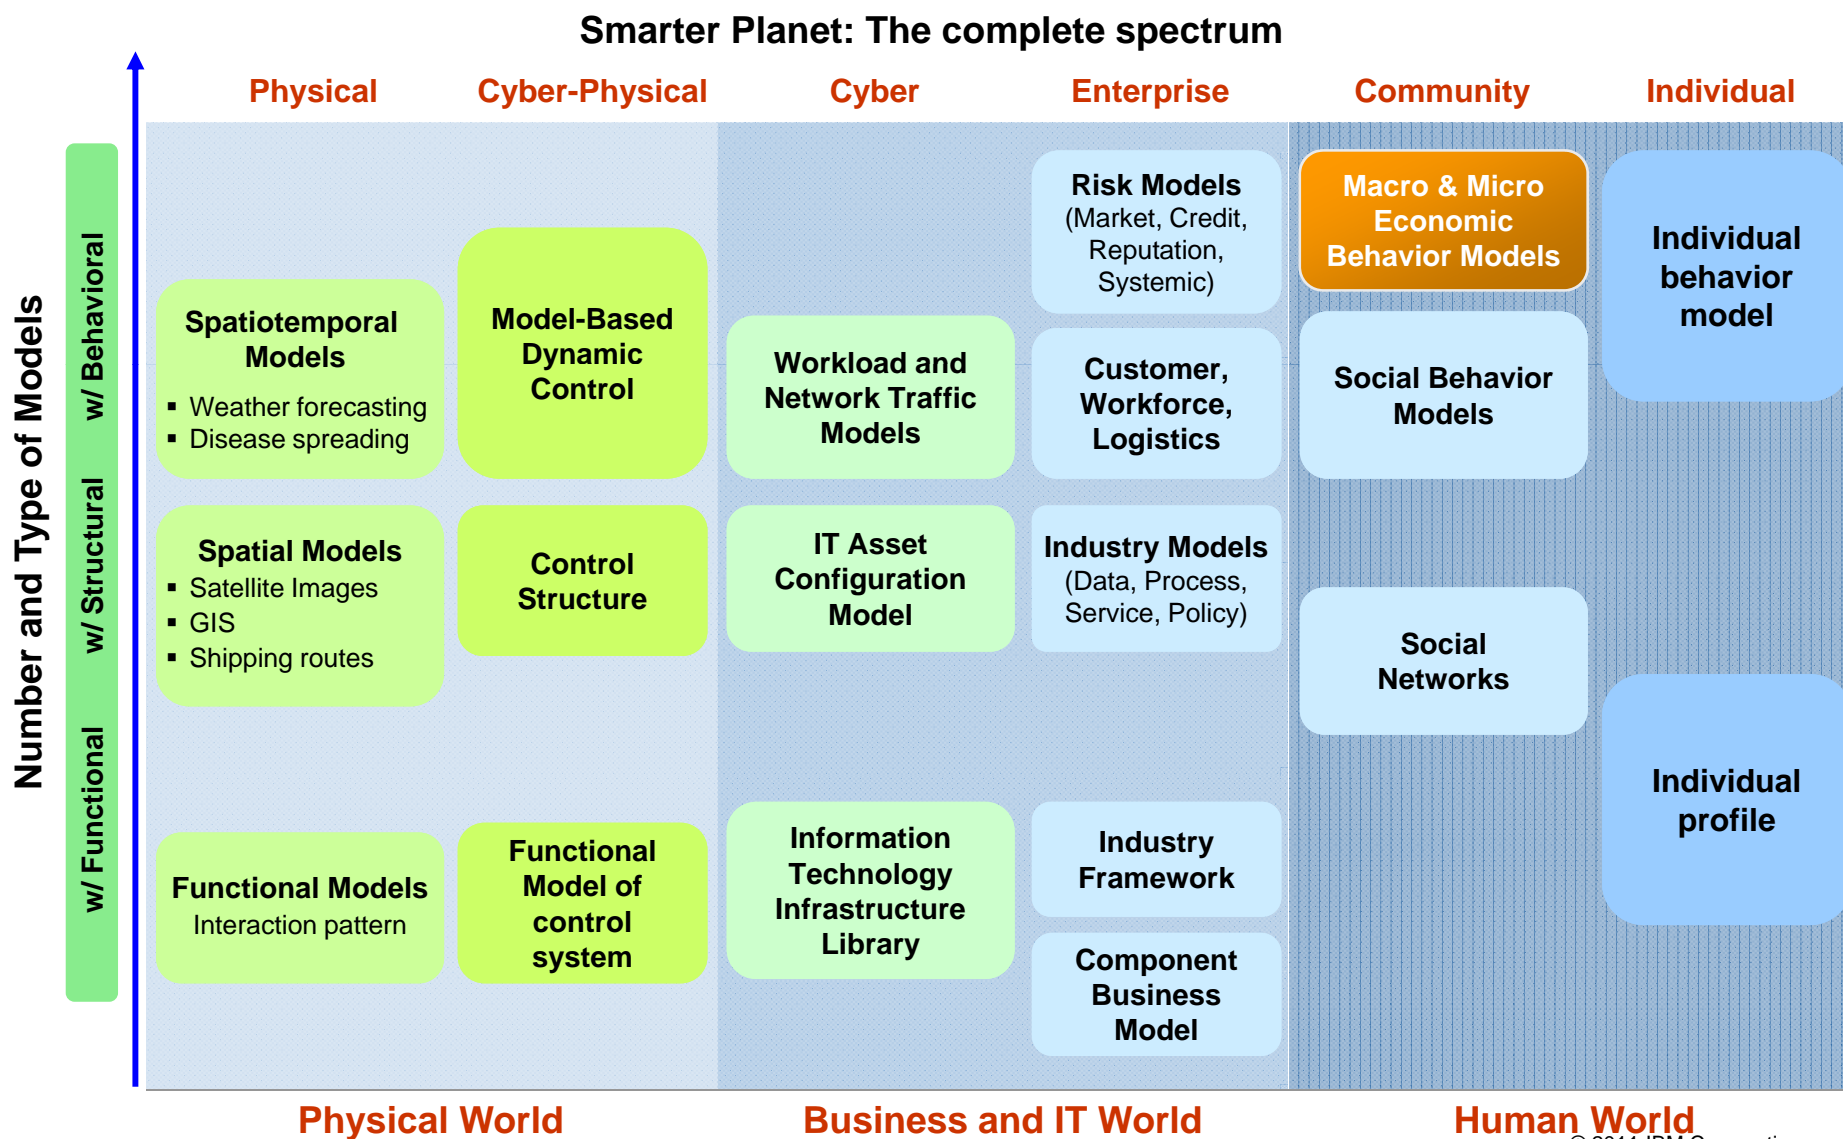 Smarter Planet: The complete spectrum
Physical
Cyber-Physical
Cyber
Enterprise
Community
Individual
Number and Type of Models
w/ Behavioral
w/ Structural
w/ Functional
Spatiotemporal
Models
▪ Weather forecasting
▪ Disease spreading
Model-Based
Dynamic
Control
Workload and
Network Traffic
Models
Risk Models
(Market, Credit,
Reputation,
Systemic)
Customer,
Workforce,
Logistics
Macro & Micro
Economic
Behavior Models
Social Behavior
Models
Individual
behavior
model
Spatial Models
▪ Satellite Images
▪ GIS
▪ Shipping routes
Control
Structure
IT Asset
Configuration
Model
Industry Models
(Data, Process,
Service, Policy)
Social
Networks
Individual
profile
Functional Models
Interaction pattern
Functional
Model of
control
system
Information
Technology
Infrastructure
Library
Industry
Framework
Component
Business
Model
Physical World
Business and IT World
Human World
© 2011 IBM Corporation